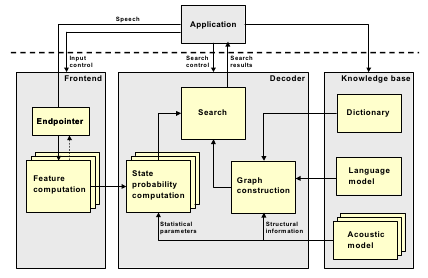 Speech
Application
Input
control
Search
control
Search
results
Frontend
Decoder
Knowledge base
Endpointer
Search
Dictionary
Feature
computation
State
probability
computation
Graph
construction
Language
model
Statistical
parameters
Structural
information
Acoustic
model